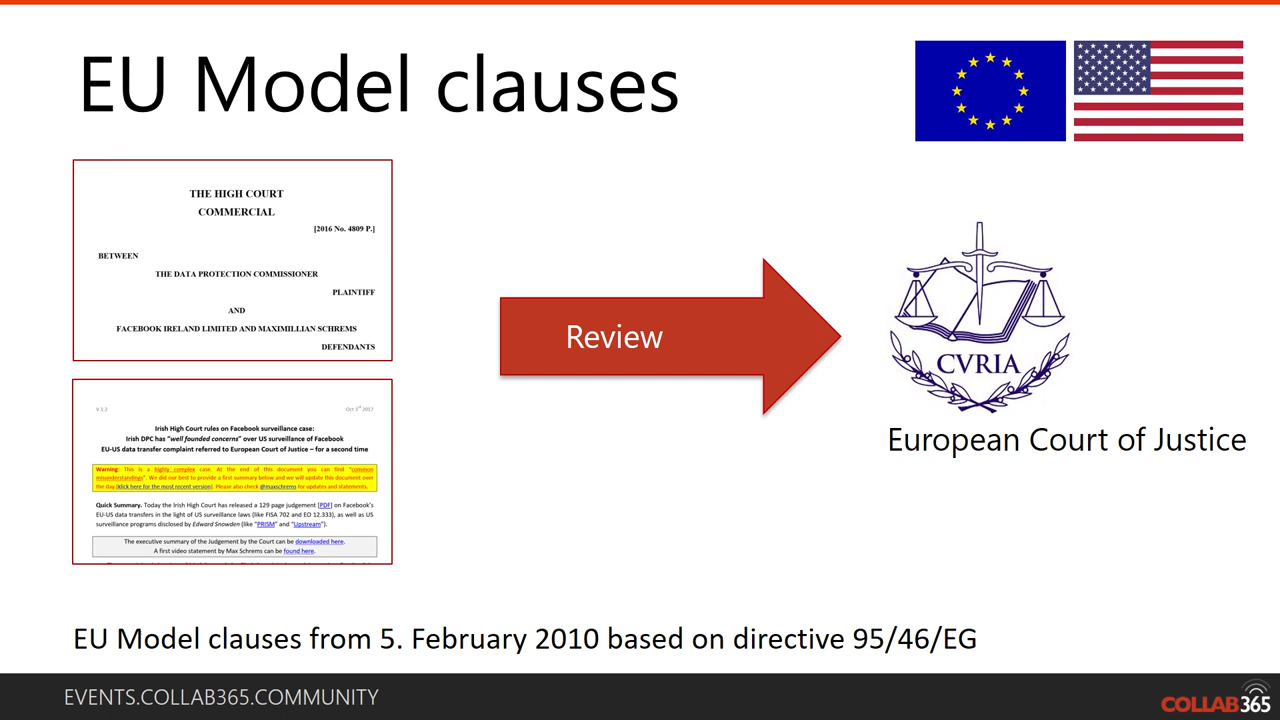 EU Model clauses
THE HIGH COURT
COMMERCIAL
[2016 No. 4809 P.]
BETWEEN
THE DATA PROTECTION COMMISSIONER
PLAINTIFF
AND
FACEBOOK IRELAND LIMITED AND MAXIMILLIAN SCHREMS
DEFENDANTS
Oct 3rd 2017
Irish High Court rules on Facebook surveillance case:
Irish DPC has "well founded concerns" over US surveillance of Facebook
EU-US data transfer complaint referred to European Court of Justice – for a second time
Warning: This is a highly complex case. At the end of this document you can find "common
misunderstandings". We did our best to provide a first summary below and we will update this document over
the day [klick here for the most recent version]. Please also check @maxschrems for updates and statements.
Quick Summary. Today the Irish High Court has released a 129 page judgement [PDF] on Facebook's
EU-US data transfers in the light of US surveillance laws (like FISA 702 and EO 12.333), as well as US
surveillance programs disclosed by Edward Snowden (like "PRISM" and "Upstream").
The executive summary of the Judgement by the Court can be downloaded here.
A first video statement by Max Schrems can be found here.
Review
CVRIA
European Court of Justice
EU Model clauses from 5. February 2010 based on directive 95/46/EG
EVENTS.COLLAB365.COMMUNITY
COLLAB365